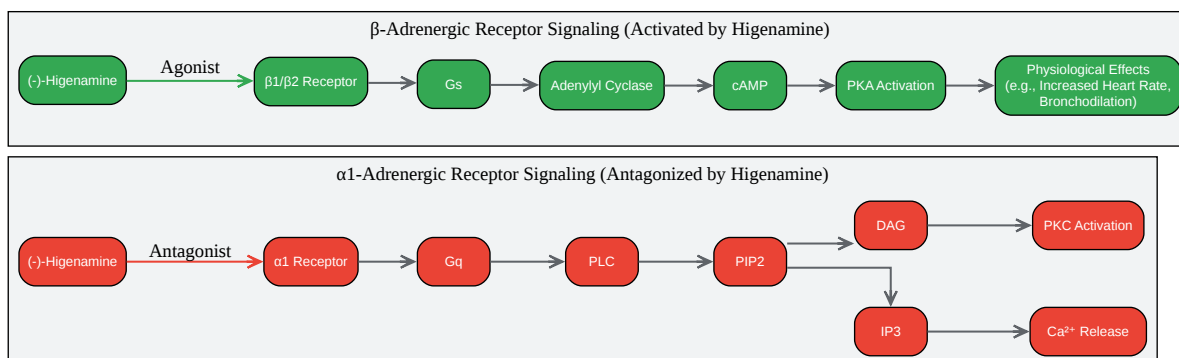 β-Adrenergic Receptor Signaling (Activated by Higenamine)
(-)-Higenamine
Agonist
β1/β2 Receptor
Gs
Adenylyl Cyclase
cAMP
PKA Activation
Physiological Effects
(e.g., Increased Heart Rate,
Bronchodilation)
α1-Adrenergic Receptor Signaling (Antagonized by Higenamine)
(-)-Higenamine
Antagonist
α1 Receptor
Gq
PLC
PIP2
DAG
PKC Activation
IP3
Ca²⁺ Release